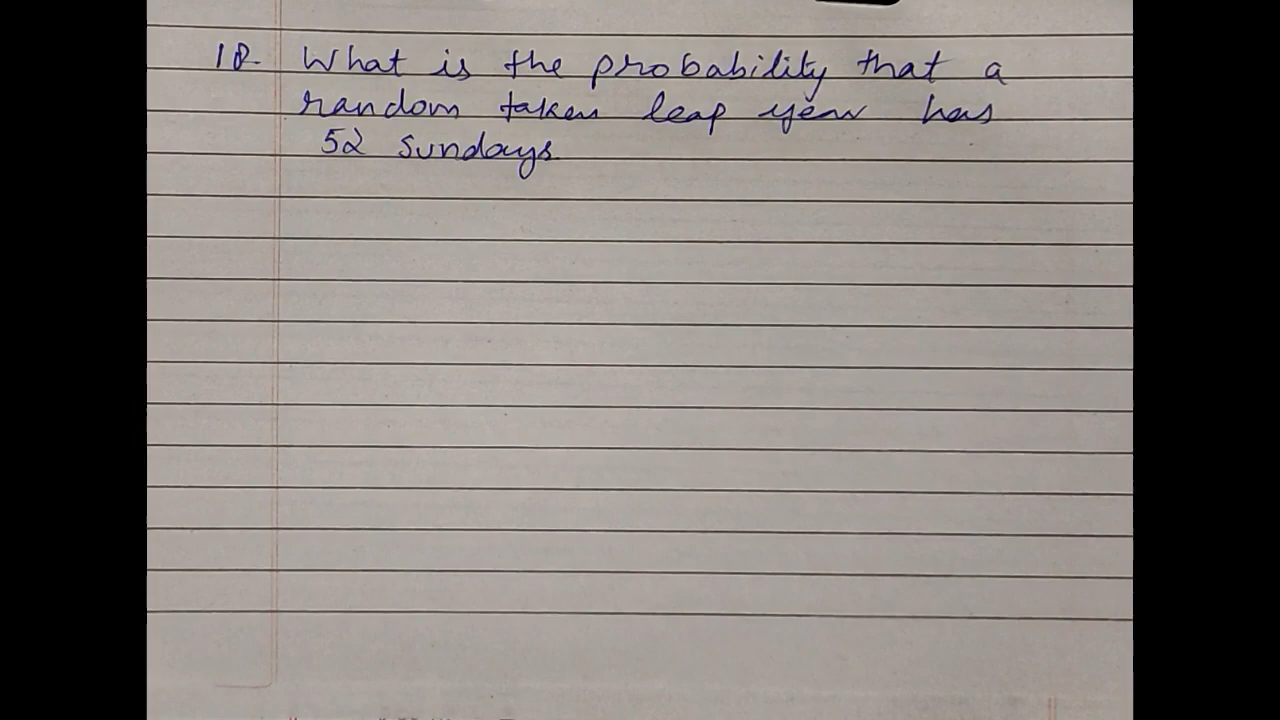 18. What is the probability that a
random taken leap year has
52 Sundays.